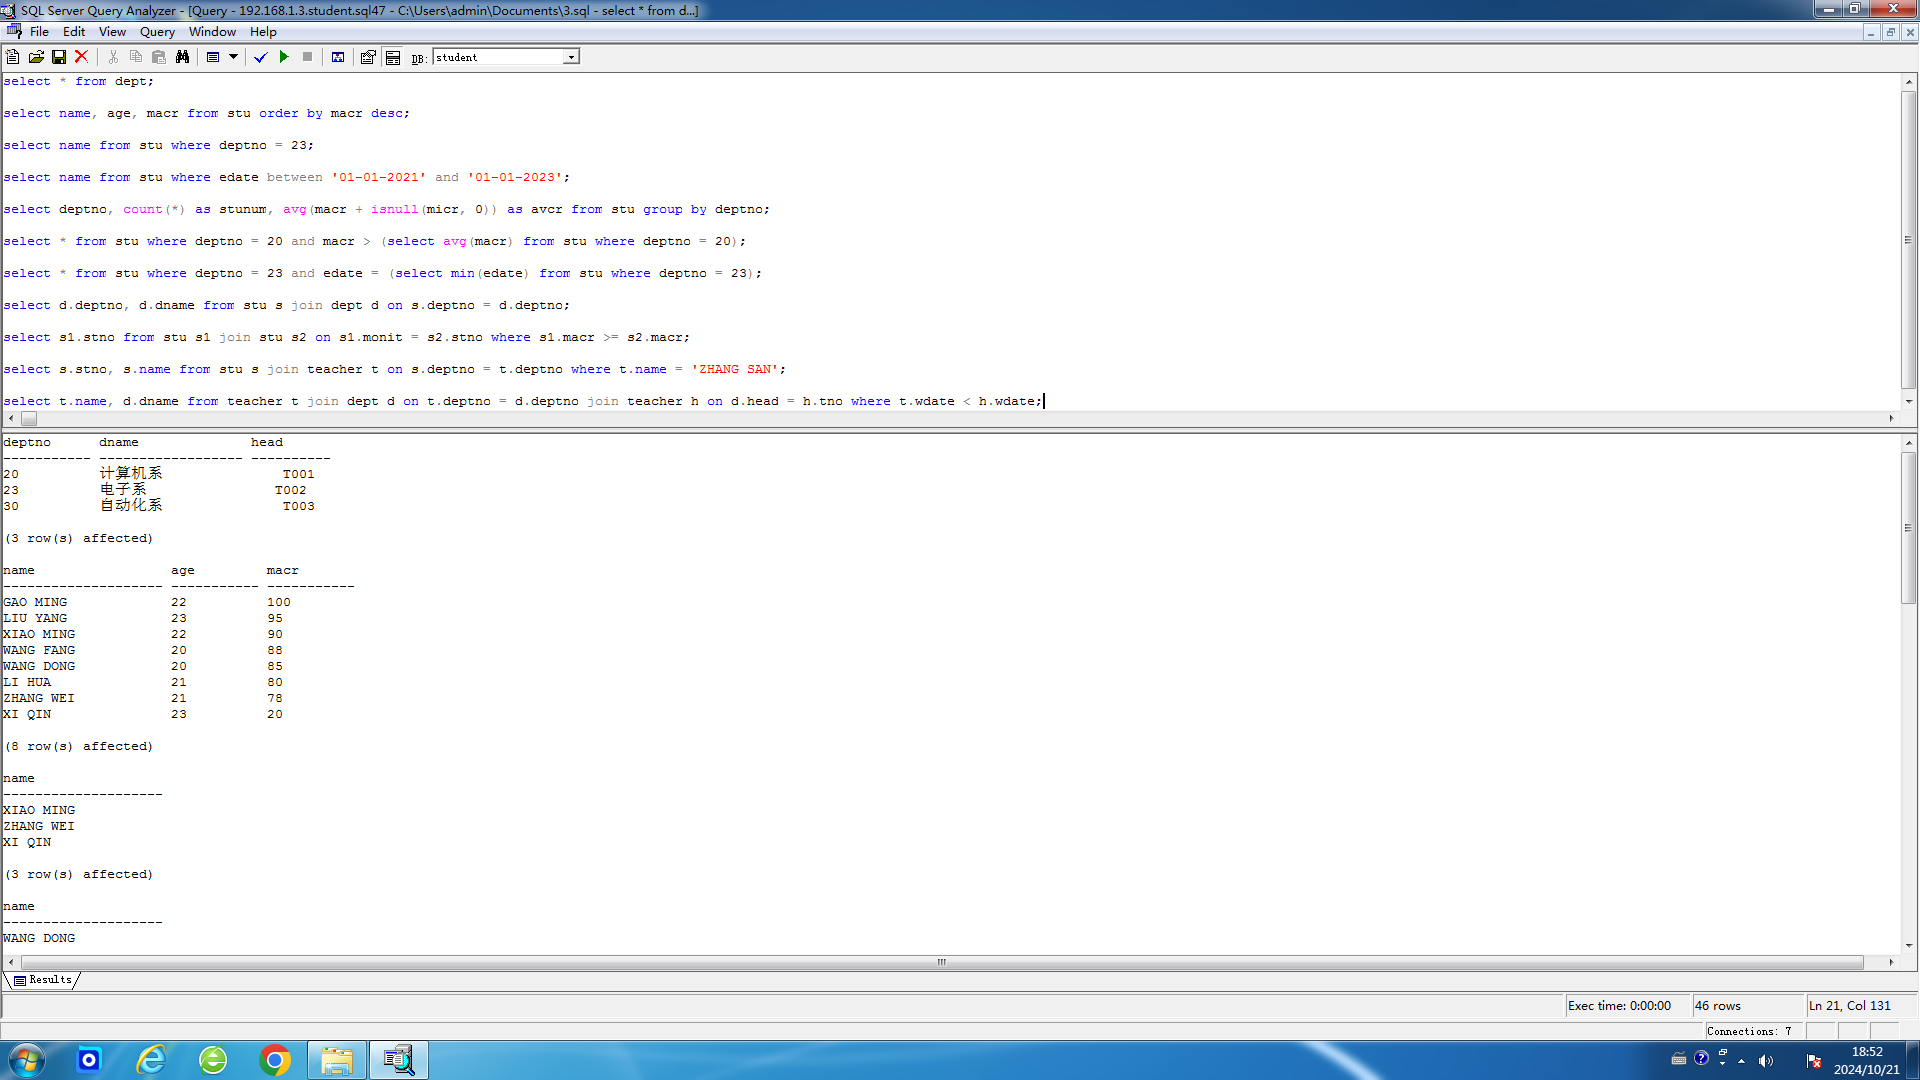 SQL Server Query Analyzer - [Query - 192.168.1.3.student.sql47 - C:\Users\admin\Documents\3.sql - select * from d...]
File Edit View Query Window Help
DB: student
select * from dept;
select name, age, macr from stu order by macr desc;
select name from stu where deptno = 23;
select name from stu where edate between '01-01-2021' and '01-01-2023';
select deptno, count(*) as stunum, avg(macr + isnull(micr, 0)) as avcr from stu group by deptno;
select * from stu where deptno = 20 and macr > (select avg(macr) from stu where deptno = 20);
select * from stu where deptno = 23 and edate = (select min(edate) from stu where deptno = 23);
select d.deptno, d.dname from stu s join dept d on s.deptno = d.deptno;
select s1.stno from stu s1 join stu s2 on s1.monit = s2.stno where s1.macr >= s2.macr;
select s.stno, s.name from stu s join teacher t on s.deptno = t.deptno where t.name = 'ZHANG SAN';
select t.name, d.dname from teacher t join dept d on t.deptno = d.deptno join teacher h on d.head = h.tno where t.wdate < h.wdate;
deptno dname head
----------- ------------------ ----------
20 计算机系 T001
23 电子系 T002
30 自动化系 T003
(3 row(s) affected)
name age macr
-------------------- ----------- -----------
GAO MING 22 100
LIU YANG 23 95
XIAO MING 22 90
WANG FANG 20 88
WANG DONG 20 85
LI HUA 21 80
ZHANG WEI 21 78
XI QIN 23 20
(8 row(s) affected)
name
--------------------
XIAO MING
ZHANG WEI
XI QIN
(3 row(s) affected)
name
--------------------
WANG DONG
Results
Exec time: 0:00:00 46 rows Ln 21, Col 131
Connections: 7
18:52
2024/10/21